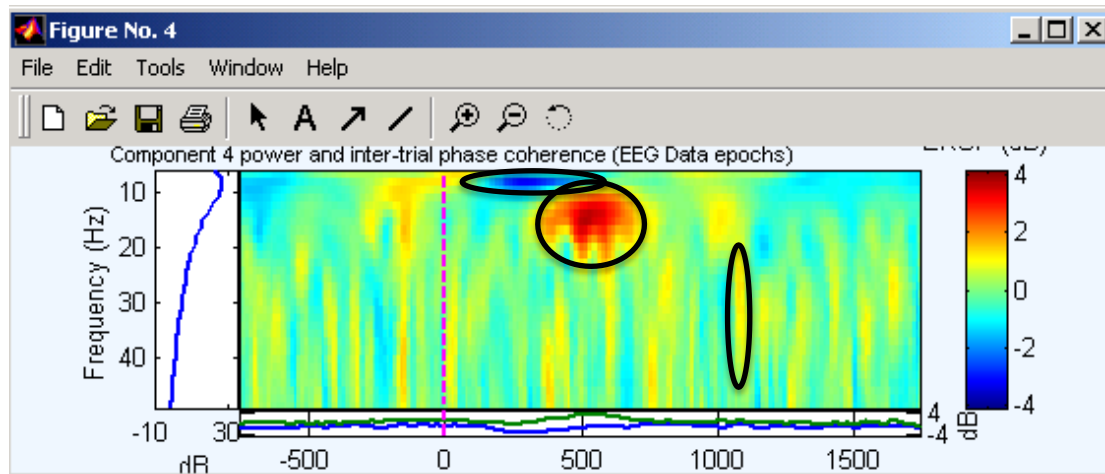 Figure No. 4
File Edit Tools Window Help
Component 4 power and inter-trial phase coherence (EEG Data epochs)
ERSP (dB)
Frequency (Hz)
10
20
30
40
4
2
0
-2
-4
4
-4
dB
-10 30
dB
-500 0 500 1000 1500